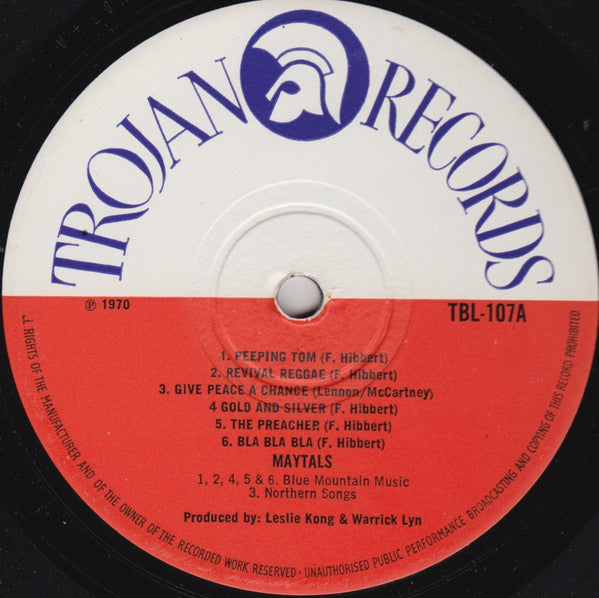 TROJAN RECORDS
℗ 1970
TBL-107A
1. PEEPING TOM (F. Hibbert)
2. REVIVAL REGGAE (F. Hibbert)
3. GIVE PEACE A CHANCE (Lennon/McCartney)
4 GOLD AND SILVER (F. Hibbert)
5. THE PREACHER (F. Hibbert)
6. BLA BLA BLA (F. Hibbert)
MAYTALS
1, 2, 4, 5 & 6. Blue Mountain Music
3. Northern Songs
Produced by: Leslie Kong & Warrick Lyn
LL RIGHTS OF THE MANUFACTURER AND OF THE OWNER OF THE RECORDED WORK RESERVED · UNAUTHORISED PUBLIC PERFORMANCE BROADCASTING AND COPYING OF THIS RECORD PROHIBITED